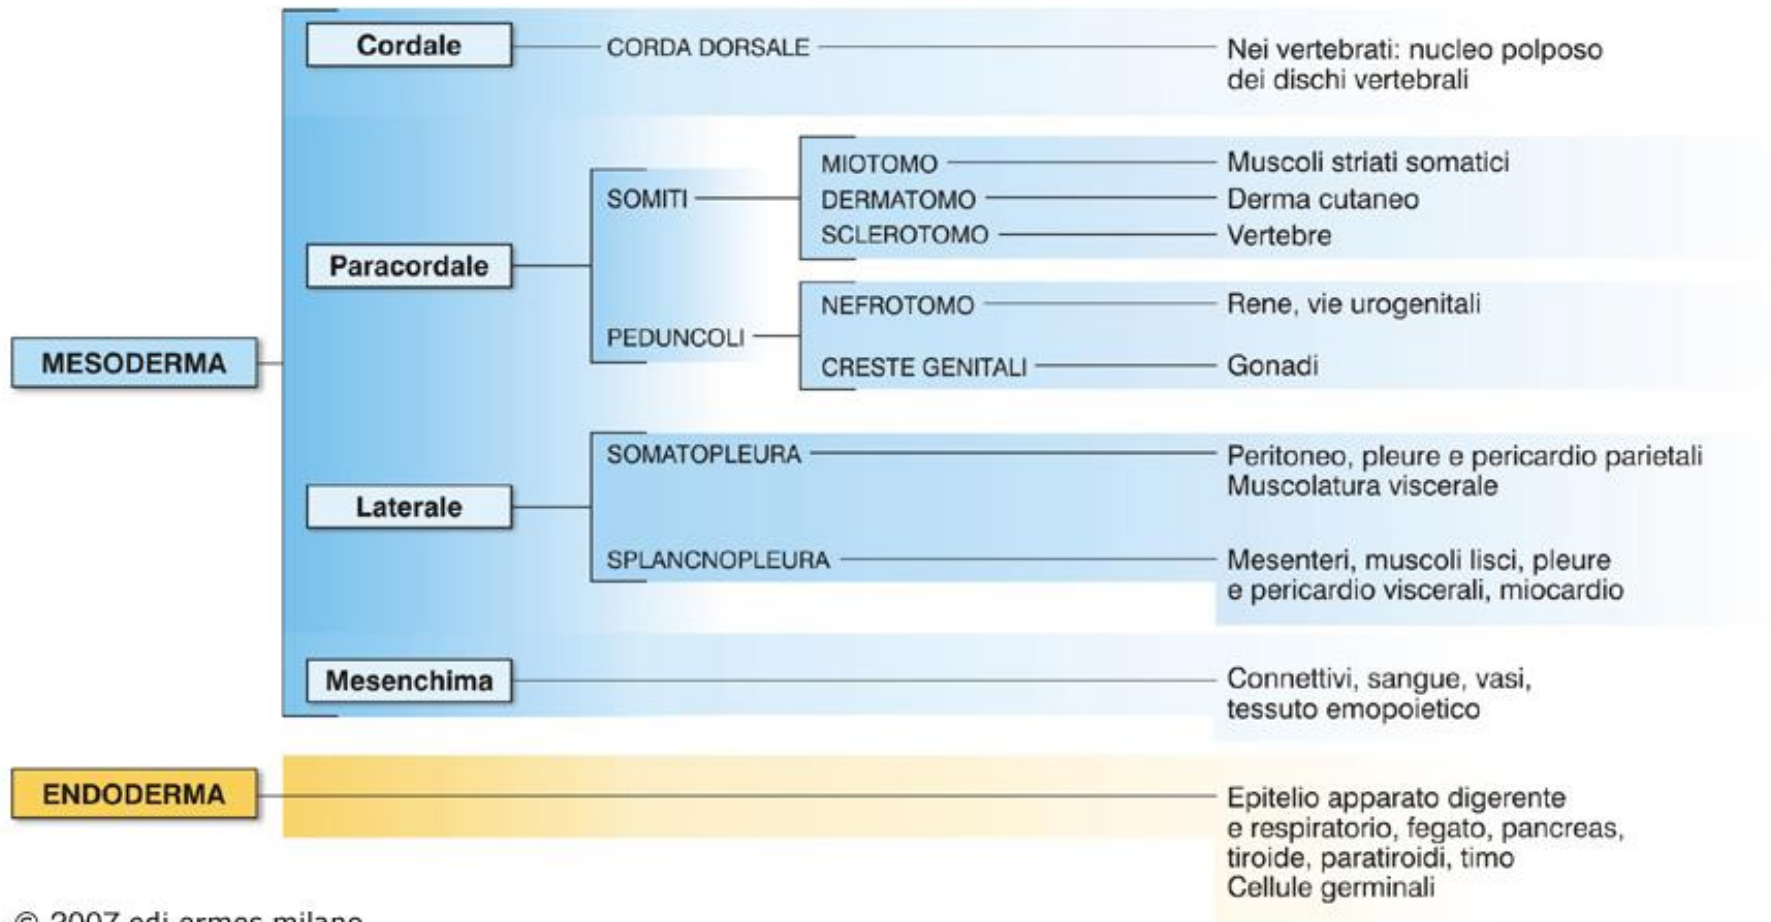 Cordale
CORDA DORSALE
Nei vertebrati: nucleo polposo
dei dischi vertebrali
MIOTOMO
Muscoli striati somatici
SOMITI
DERMATOMO
Derma cutaneo
SCLEROTOMO
Vertebre
Paracordale
NEFROTOMO
Rene, vie urogenitali
PEDUNCOLI
CRESTE GENITALI
Gonadi
MESODERMA
SOMATOPLEURA
Peritoneo, pleure e pericardio parietali
Muscolatura viscerale
Laterale
SPLANCNOPLEURA
Mesenteri, muscoli lisci, pleure
e pericardio viscerali, miocardio
Mesenchima
Connettivi, sangue, vasi,
tessuto emopoietico
ENDODERMA
Epitelio apparato digerente
e respiratorio, fegato, pancreas,
tiroide, paratiroidi, timo
Cellule germinali
© 2007 edi ermes milano